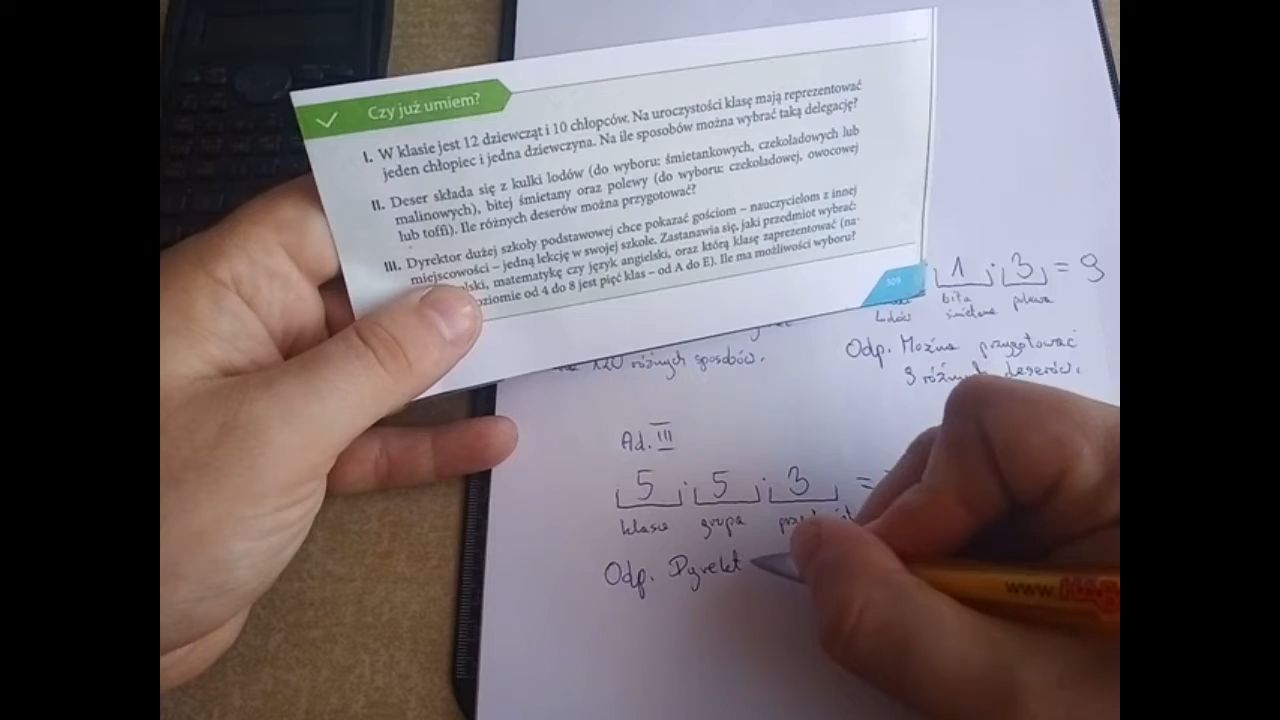 Czy już umiem?
I. W klasie jest 12 dziewcząt i 10 chłopców. Na uroczystości klasę mają reprezentować
jeden chłopiec i jedna dziewczyna. Na ile sposobów można wybrać taką delegację?
II. Deser składa się z kulki lodów (do wyboru: śmietankowych, czekoladowych lub
malinowych), bitej śmietany oraz polewy (do wyboru: czekoladowej, owocowej
lub toffi). Ile różnych deserów można przygotować?
III. Dyrektor dużej szkoły podstawowej chce pokazać gościom – nauczycielom z innej
miejscowości – jedną lekcję w swojej szkole. Zastanawia się, jaki przedmiot wybrać:
matematykę czy język angielski, oraz którą klasę zaprezentować (na
poziomie od 4 do 8 jest pięć klas – od A do E). Ile ma możliwości wyboru?
309
1 · 3 = 9
lodów bita śmietana polewa
120 różnych sposobów.
Odp. Można przygotować
9 różnych deserów.
Ad. III
5 · 5 · 3 =
klasa grupa
Odp. Dyrekt
www